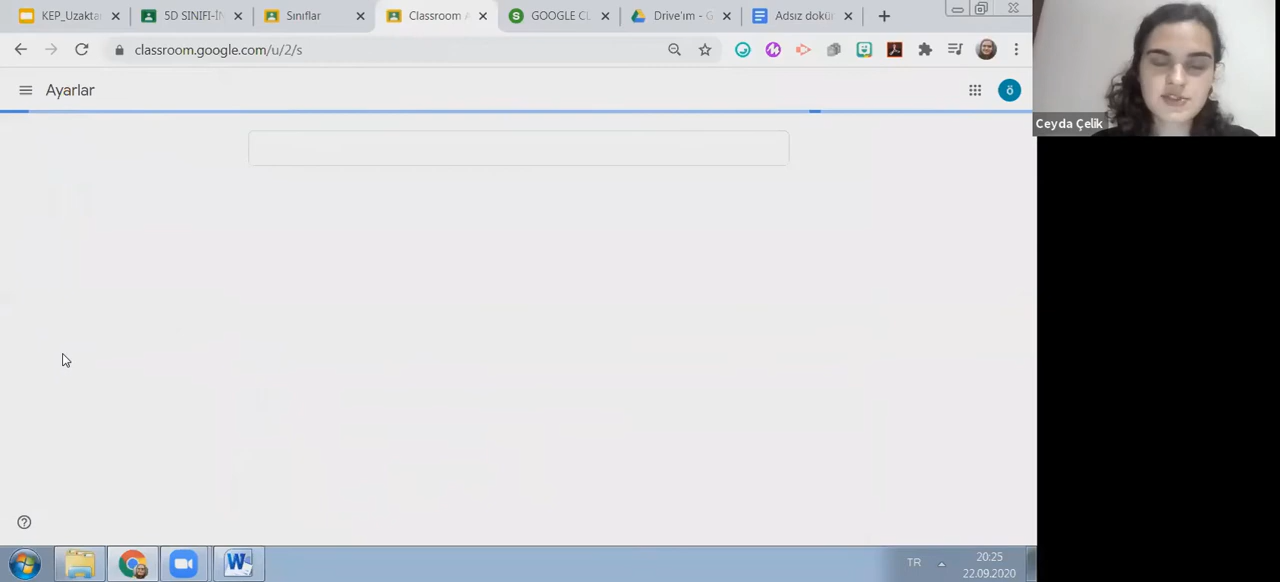 KEP_Uzakta
5D SINIFI-İN
Sınıflar
Classroom A
GOOGLE CL
Drive'ım - G
Adsız dokü
classroom.google.com/u/2/s
Ayarlar
ö
Ceyda Çelik
TR
20:25
22.09.2020